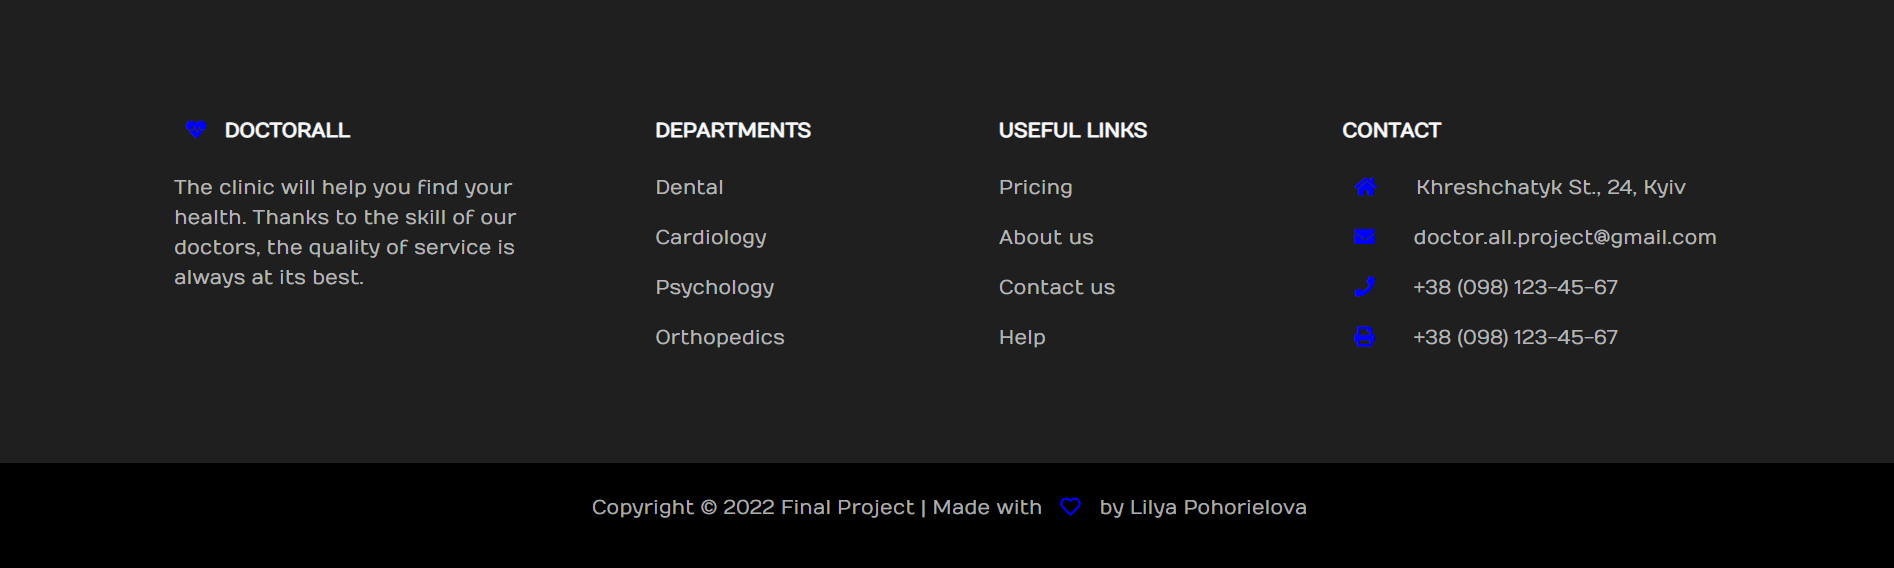 DOCTORALL
The clinic will help you find your
health. Thanks to the skill of our
doctors, the quality of service is
always at its best.
DEPARTMENTS
Dental
Cardiology
Psychology
Orthopedics
USEFUL LINKS
Pricing
About us
Contact us
Help
CONTACT
Khreshchatyk St., 24, Kyiv
doctor.all.project@gmail.com
+38 (098) 123-45-67
+38 (098) 123-45-67
Copyright © 2022 Final Project | Made with by Lilya Pohorielova